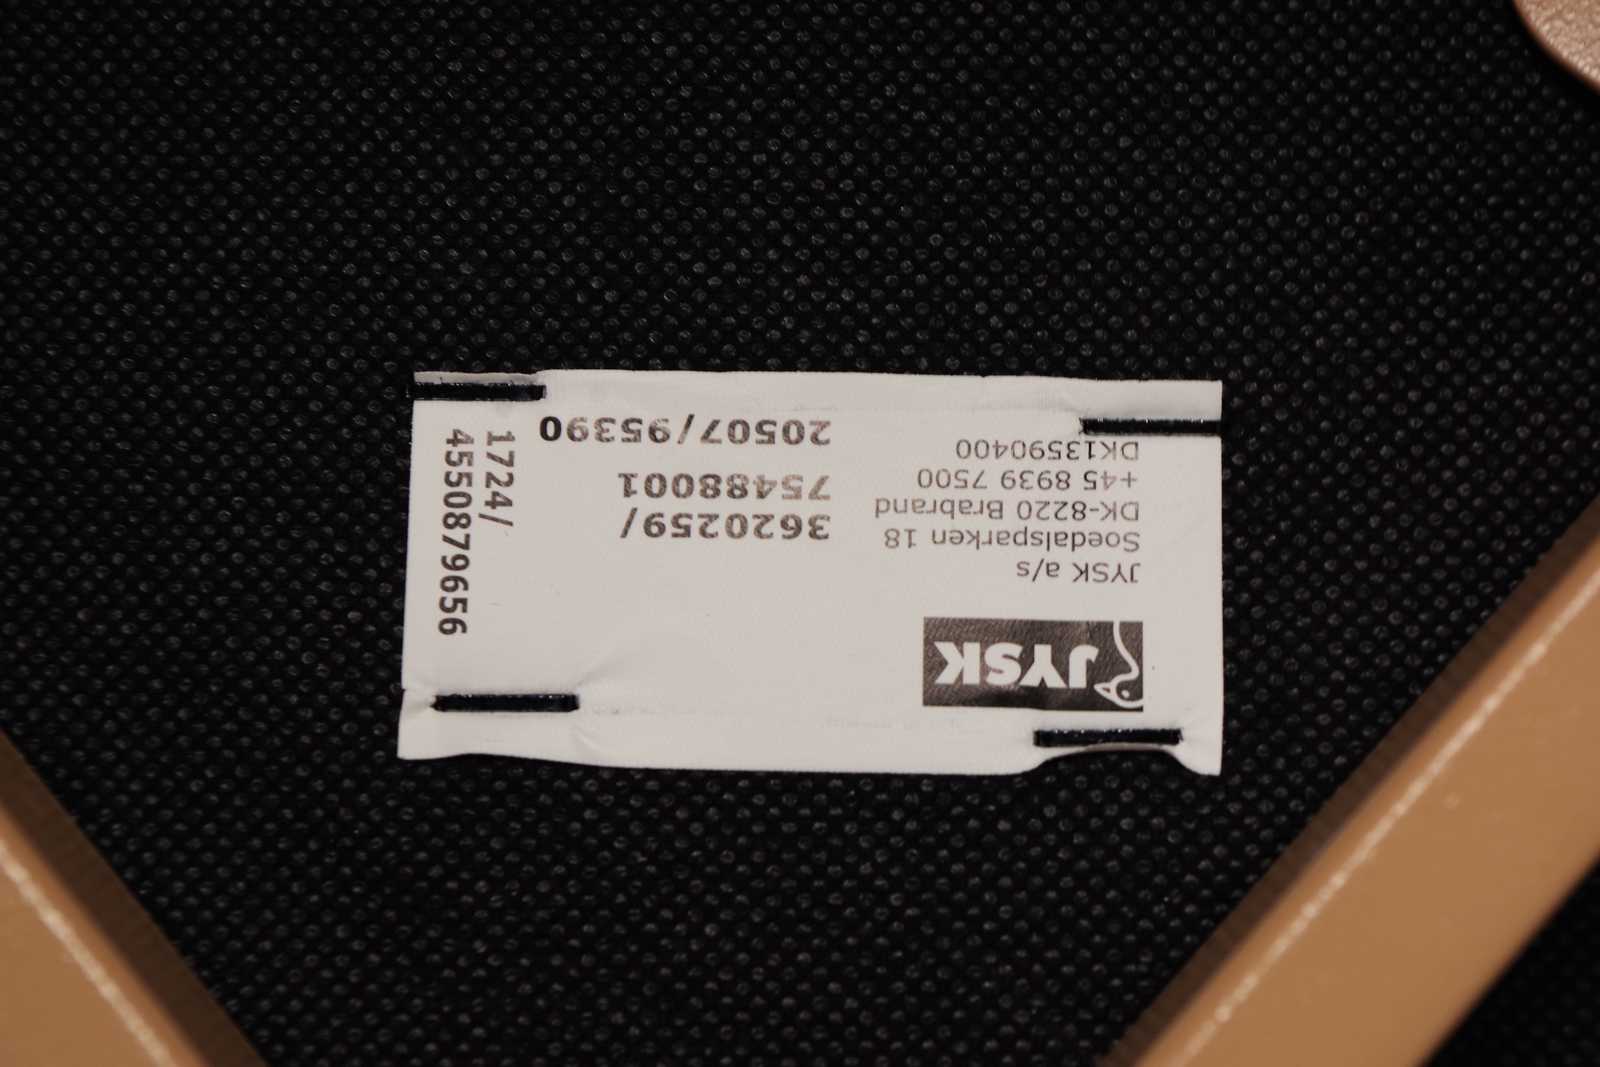 JYSK
JYSK a/s
Soedalsparken 18
DK-8220 Brabrand
+45 8939 7500
DK13590400
3620259/
75488001
20507/95390
1724/
4550879656